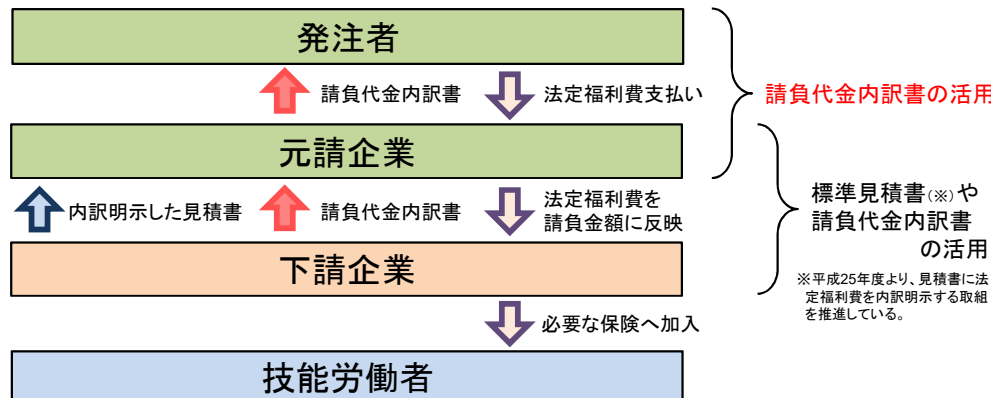 発注者
請負代金内訳書
法定福利費支払い
請負代金内訳書の活用
元請企業
内訳明示した見積書
請負代金内訳書
法定福利費を
請負金額に反映
標準見積書(※)や
請負代金内訳書
の活用
※平成25年度より、見積書に法
定福利費を内訳明示する取組
を推進している。
下請企業
必要な保険へ加入
技能労働者